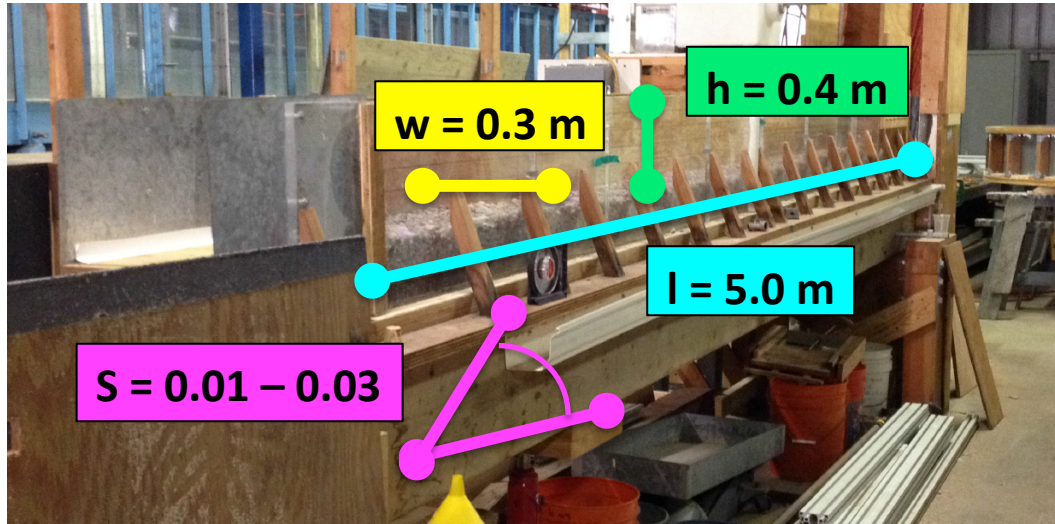 h = 0.4 m
w = 0.3 m
l = 5.0 m
S = 0.01 – 0.03